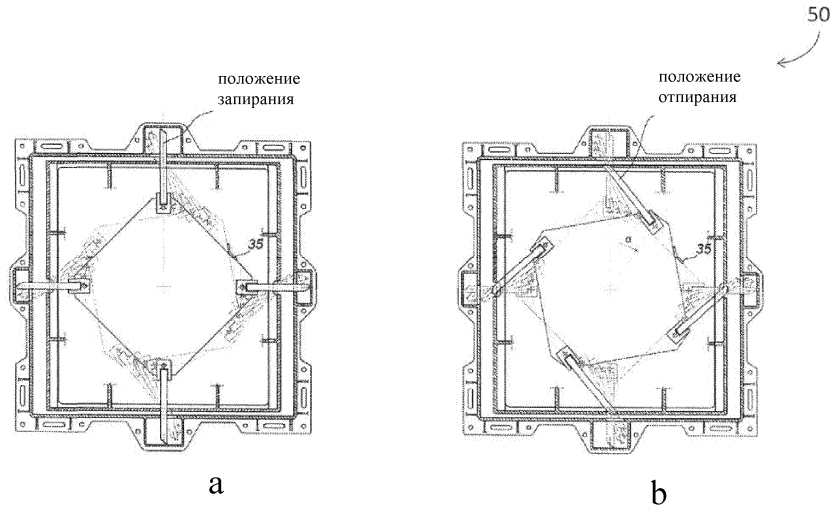 50
положение
запирания
положение
отпирания
35
α
35
a
b